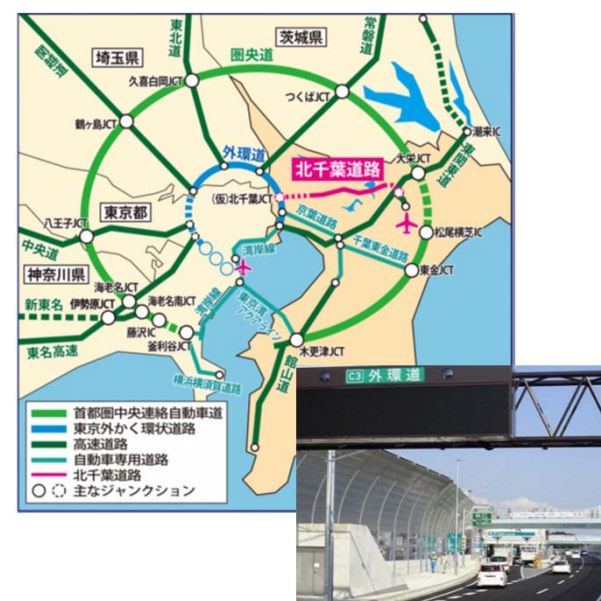 東北道
茨城県
常磐道
関越道
埼玉県
圏央道
久喜白岡JCT
つくばJCT
鶴ヶ島JCT
潮来IC
外環道
大栄JCT
東関東道
北千葉道路
(仮)北千葉JCT
東京都
京葉道路
八王子JCT
松尾横芝IC
中央道
湾岸線
千葉東金道路
神奈川県
東金JCT
海老名JCT
新東名
伊勢原JCT
海老名南JCT
湾岸線
東京湾
アクアライン
藤沢IC
釜利谷JCT
木更津JCT
東名高速
館山道
横浜横須賀道路
首都圏中央連絡自動車道
東京外かく環状道路
高速道路
自動車専用道路
北千葉道路
主なジャンクション
C3 外環道